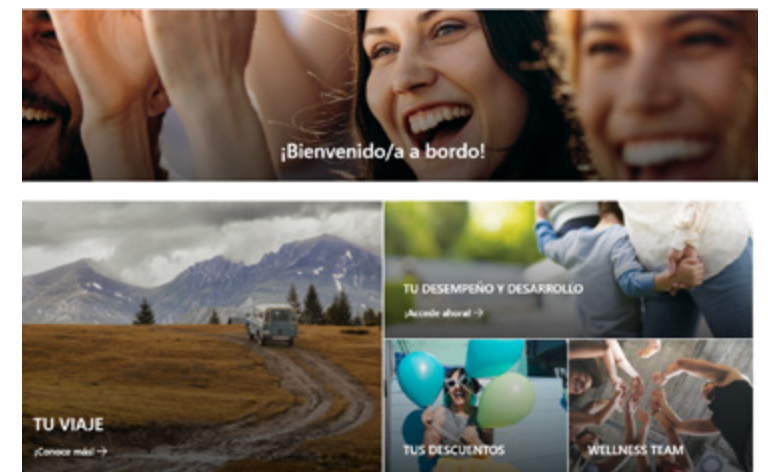 ¡Bienvenido/a a bordo!
TU DESEMPEÑO Y DESARROLLO
¡Accede ahora! →
TU VIAJE
¡Conoce más! →
TUS DESCUENTOS
WELLNESS TEAM